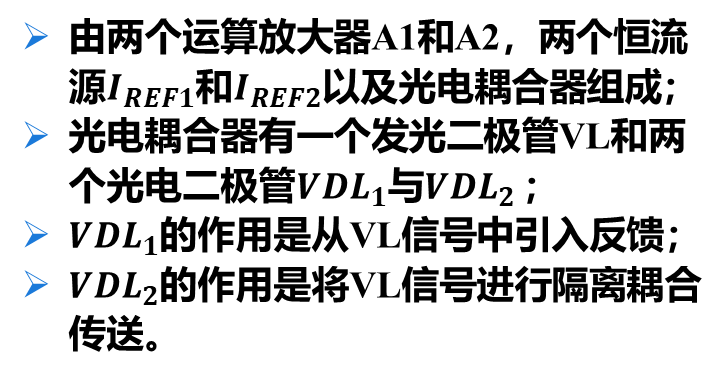 ➢ 由两个运算放大器A1和A2，两个恒流
源I_{REF1}和I_{REF2}以及光电耦合器组成；
➢ 光电耦合器有一个发光二极管VL和两
个光电二极管VDL₁与VDL₂；
➢ VDL₁的作用是从VL信号中引入反馈；
➢ VDL₂的作用是将VL信号进行隔离耦合
传送。